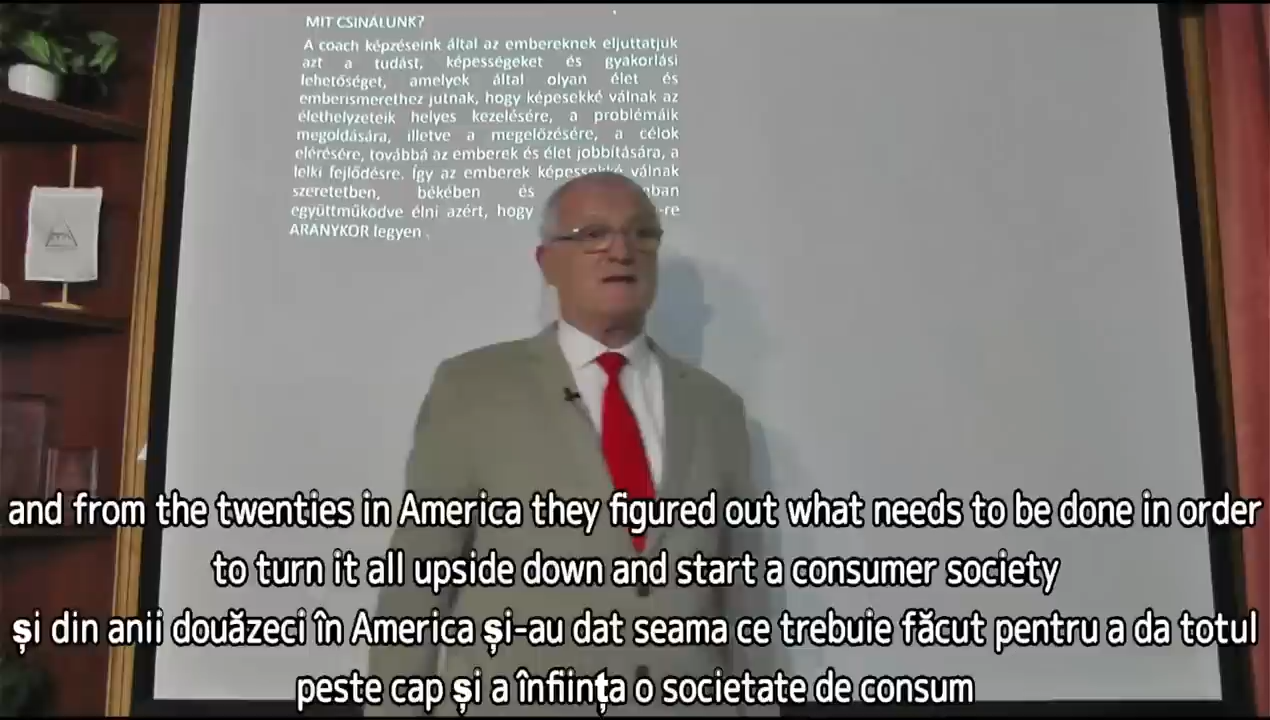 MIT CSINÁLUNK?
A coach képzéseink által az embereknek eljuttatjuk
azt a tudást, képességeket és gyakorlási
lehetőséget, amelyek által olyan élet és
emberismerethez jutnak, hogy képesekké válnak az
élethelyzeteik helyes kezelésére, a problémáik
megoldására, illetve a megelőzésére, a célok
elérésére, továbbá az emberek és élet jobbítására, a
lelki fejlődésre. Így az emberek képessekké válnak
szeretetben, békében és
együttműködve élni azért, hogy -re
ARANYKOR legyen .
and from the twenties in America they figured out what needs to be done in order
to turn it all upside down and start a consumer society
și din anii douăzeci în America și-au dat seama ce trebuie făcut pentru a da totul
peste cap și a înființa o societate de consum